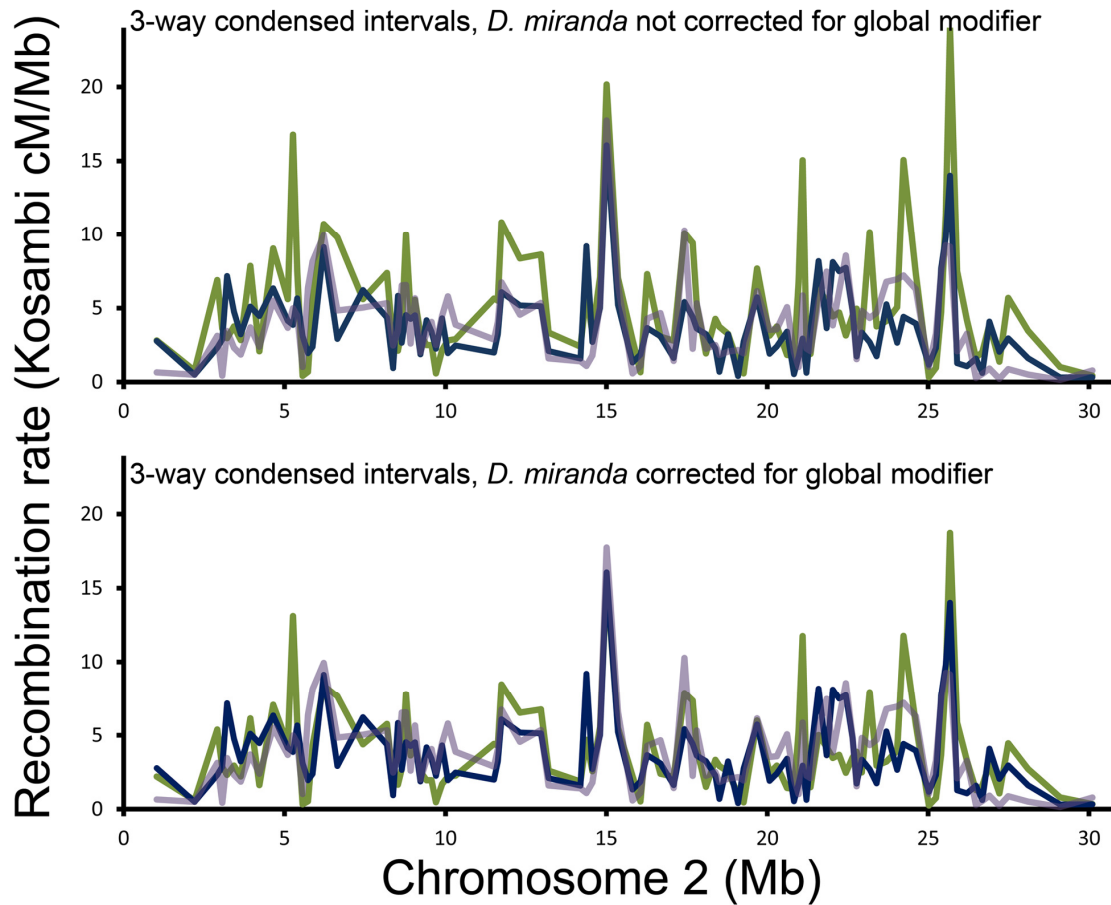 3-way condensed intervals, D. miranda not corrected for global modifier
Recombination rate (Kosambi cM/Mb)
20
15
10
5
0
0 5 10 15 20 25 30
3-way condensed intervals, D. miranda corrected for global modifier
20
15
10
5
0
0 5 10 15 20 25 30
Chromosome 2 (Mb)